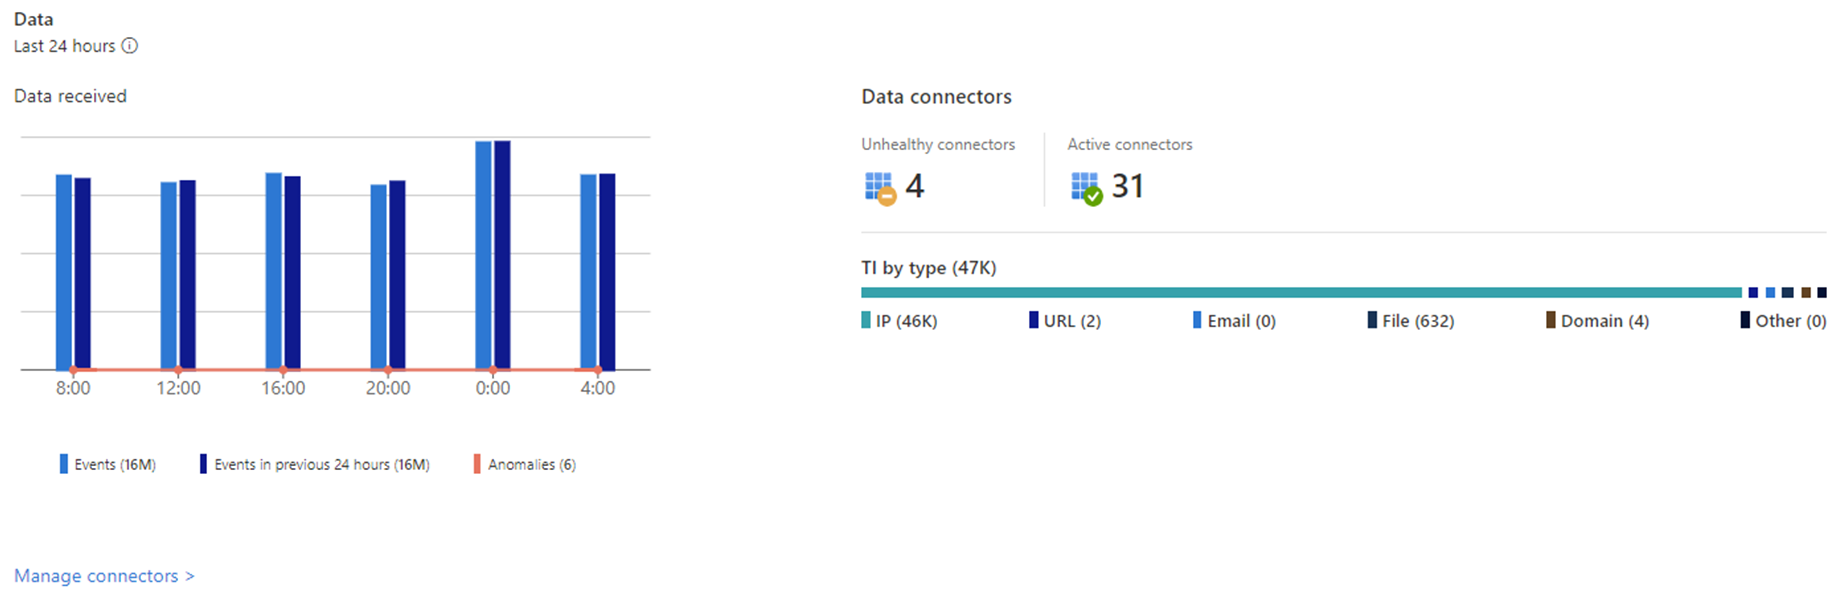 Data
Last 24 hours
Data received
8:00 12:00 16:00 20:00 0:00 4:00
Events (16M) Events in previous 24 hours (16M) Anomalies (6)
Manage connectors >
Data connectors
Unhealthy connectors Active connectors
4 31
TI by type (47K)
IP (46K) URL (2) Email (0) File (632) Domain (4) Other (0)